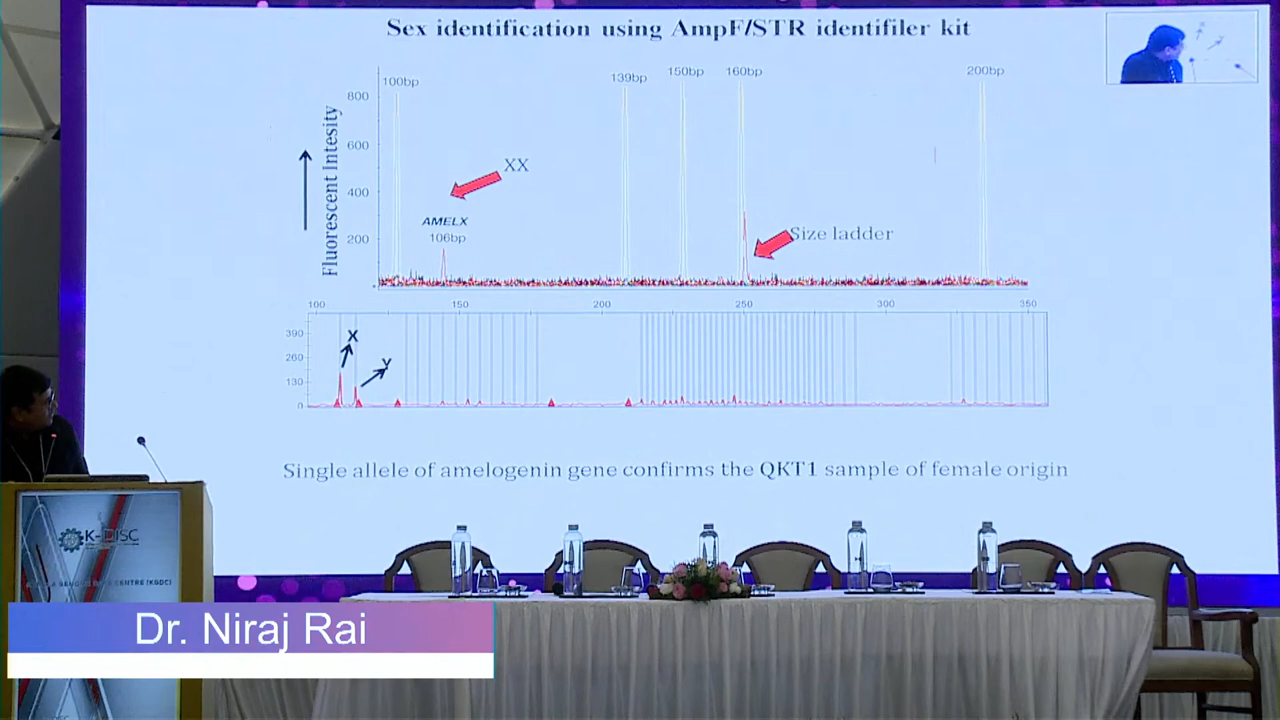 Sex identification using AmpF/STR identifiler kit
100bp
139bp
150bp
160bp
200bp
800
600
400
200
Fluorescent Intesity
XX
AMELX
106bp
Size ladder
100 150 200 250 300 350
390
260
130
0
X
Y
Single allele of amelogenin gene confirms the QKT1 sample of female origin
K-DISC
CENTRE (KGDC)
Dr. Niraj Rai